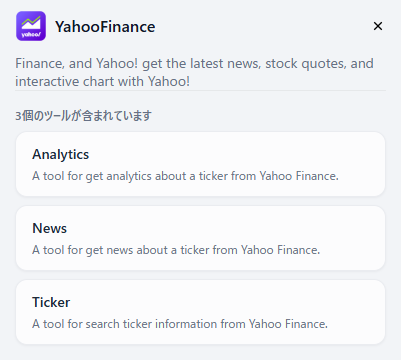 yahoo!
YahooFinance
Finance, and Yahoo! get the latest news, stock quotes, and
interactive chart with Yahoo!
3個のツールが含まれています
Analytics
A tool for get analytics about a ticker from Yahoo Finance.
News
A tool for get news about a ticker from Yahoo Finance.
Ticker
A tool for search ticker information from Yahoo Finance.